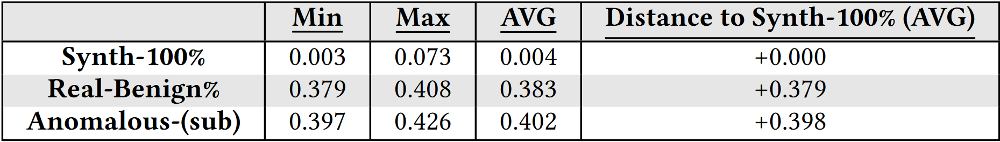 Min Max AVG Distance to Synth-100% (AVG)
Synth-100% 0.003 0.073 0.004 +0.000
Real-Benign% 0.379 0.408 0.383 +0.379
Anomalous-(sub) 0.397 0.426 0.402 +0.398